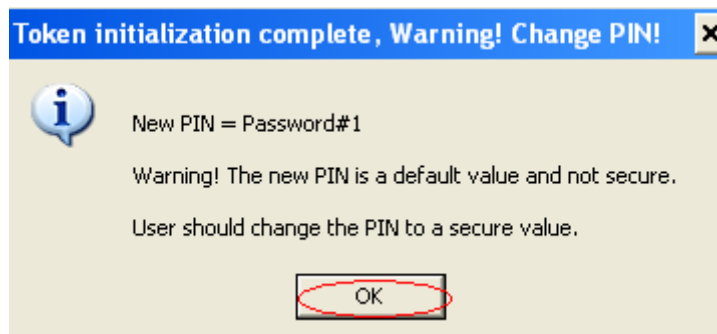 Token initialization complete, Warning! Change PIN!
New PIN = Password#1
Warning! The new PIN is a default value and not secure.
User should change the PIN to a secure value.
OK